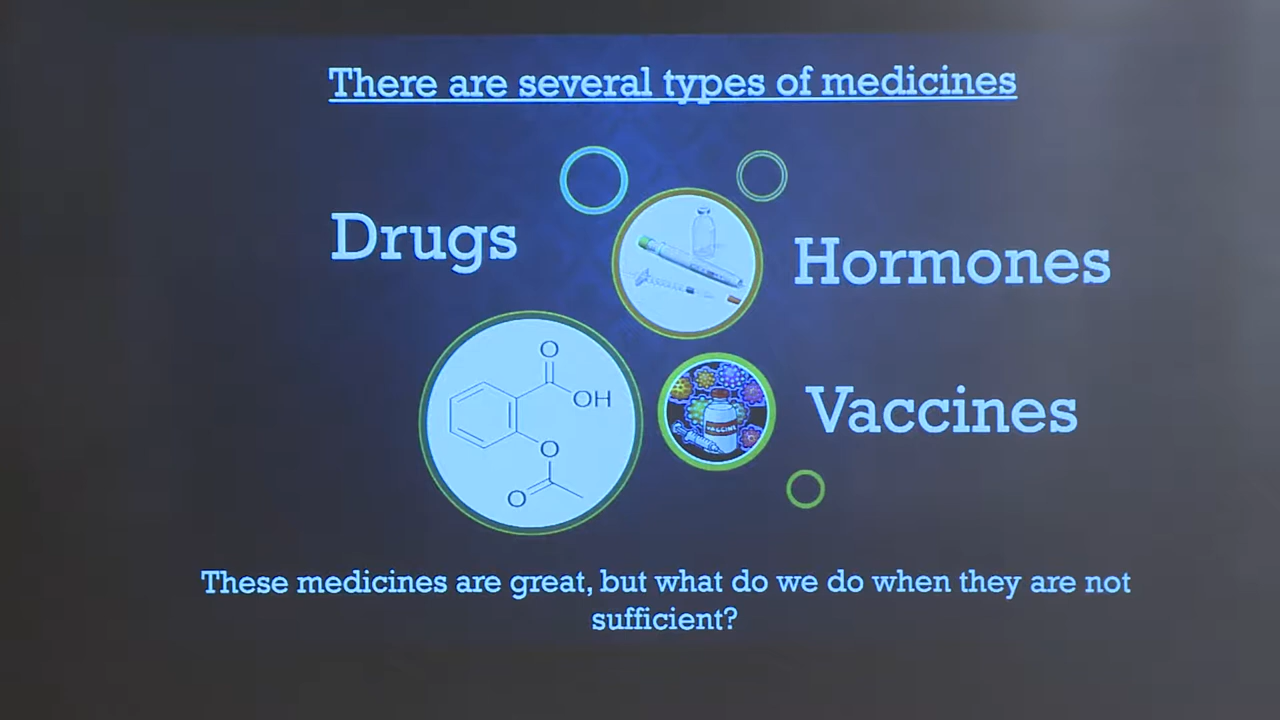 There are several types of medicines
Drugs
Hormones
O
OH
O
O
VACCINE
Vaccines
These medicines are great, but what do we do when they are not
sufficient?